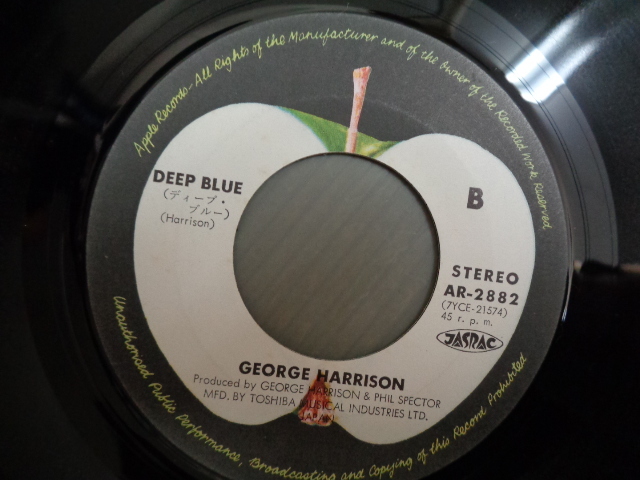 Apple Records-All Rights of the Manufacturer and of the Owner of the Recorded Work Reserved
DEEP BLUE
(ディープ・
ブルー)
(Harrison)
B
STEREO
AR-2882
(7YCE-21574)
45 r.p.m.
JASRAC
GEORGE HARRISON
Produced by GEORGE HARRISON & PHIL SPECTOR
MFD. BY TOSHIBA MUSICAL INDUSTRIES LTD.
JAPAN
Unauthorised Public Performance, Broadcasting and Copying of this Record Prohibited